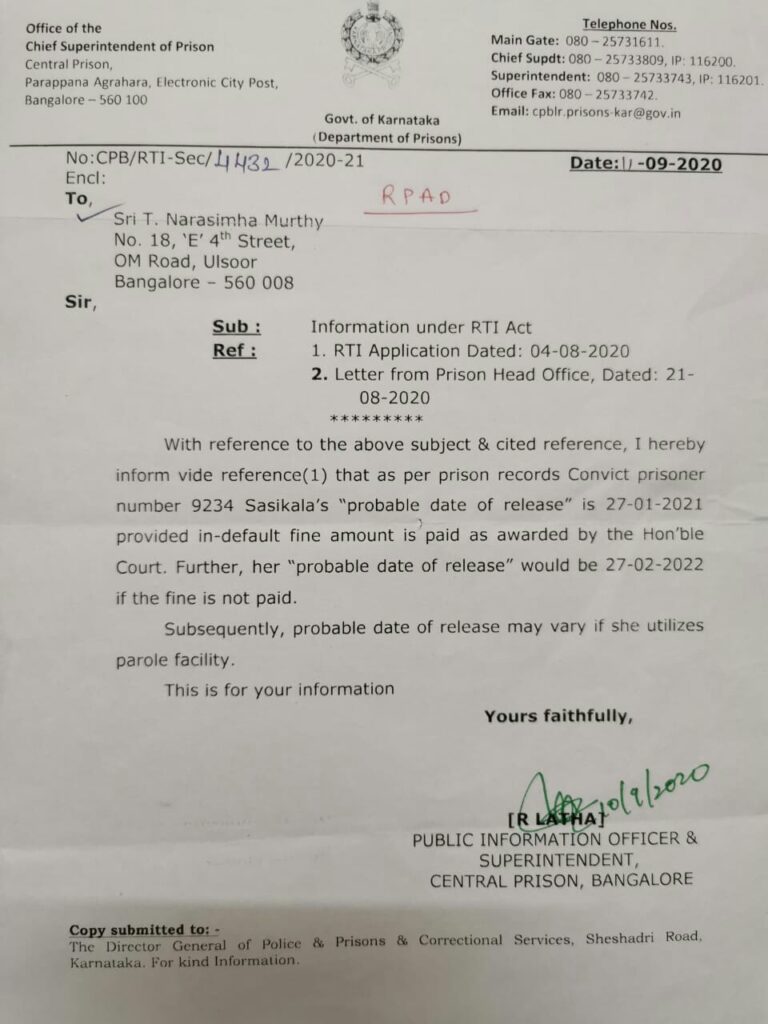 Office of the
Chief Superintendent of Prison
Central Prison,
Parappana Agrahara, Electronic City Post,
Bangalore – 560 100
Govt. of Karnataka
(Department of Prisons)
Telephone Nos.
Main Gate: 080 – 25731611.
Chief Supdt: 080 – 25733809, IP: 116200.
Superintendent: 080 – 25733743, IP: 116201.
Office Fax: 080 – 25733742.
Email: cpblr.prisons-kar@gov.in
No:CPB/RTI-Sec/4432/2020-21
Date:11-09-2020
Encl:
RPAD
To,
Sri T. Narasimha Murthy
No. 18, ‘E’ 4th Street,
OM Road, Ulsoor
Bangalore – 560 008
Sir,
Sub : Information under RTI Act
Ref : 1. RTI Application Dated: 04-08-2020
2. Letter from Prison Head Office, Dated: 21-
08-2020
*********
With reference to the above subject & cited reference, I hereby
inform vide reference(1) that as per prison records Convict prisoner
number 9234 Sasikala’s “probable date of release” is 27-01-2021
provided in-default fine amount is paid as awarded by the Hon’ble
Court. Further, her “probable date of release” would be 27-02-2022
if the fine is not paid.
Subsequently, probable date of release may vary if she utilizes
parole facility.
This is for your information
Yours faithfully,
10/9/2020
[R LATHA]
PUBLIC INFORMATION OFFICER &
SUPERINTENDENT,
CENTRAL PRISON, BANGALORE
Copy submitted to: -
The Director General of Police & Prisons & Correctional Services, Sheshadri Road,
Karnataka. For kind Information.